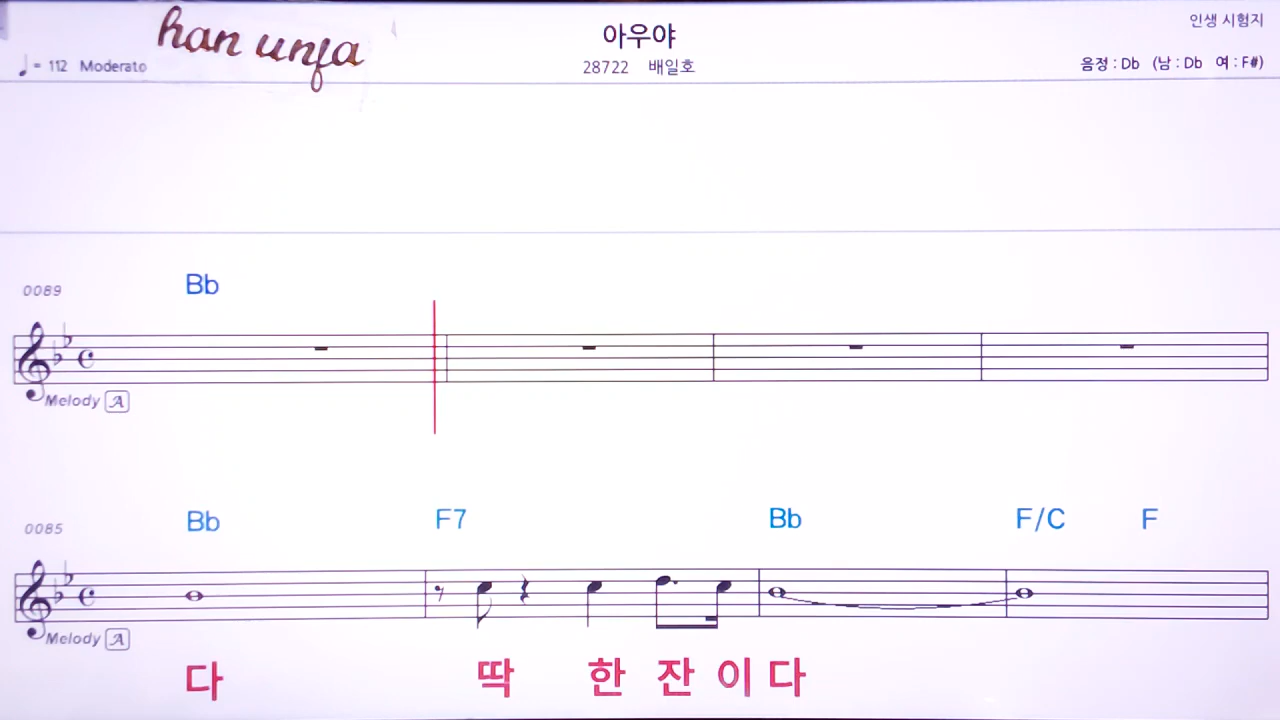 han unfa
아우야
인생 시험지
♩= 112 Moderato
28722 배일호
음정 : Db (남 : Db 여 : F#)
0089
Bb
Melody A
0085
Bb F7 Bb F/C F
Melody A
다 딱 한 잔 이 다